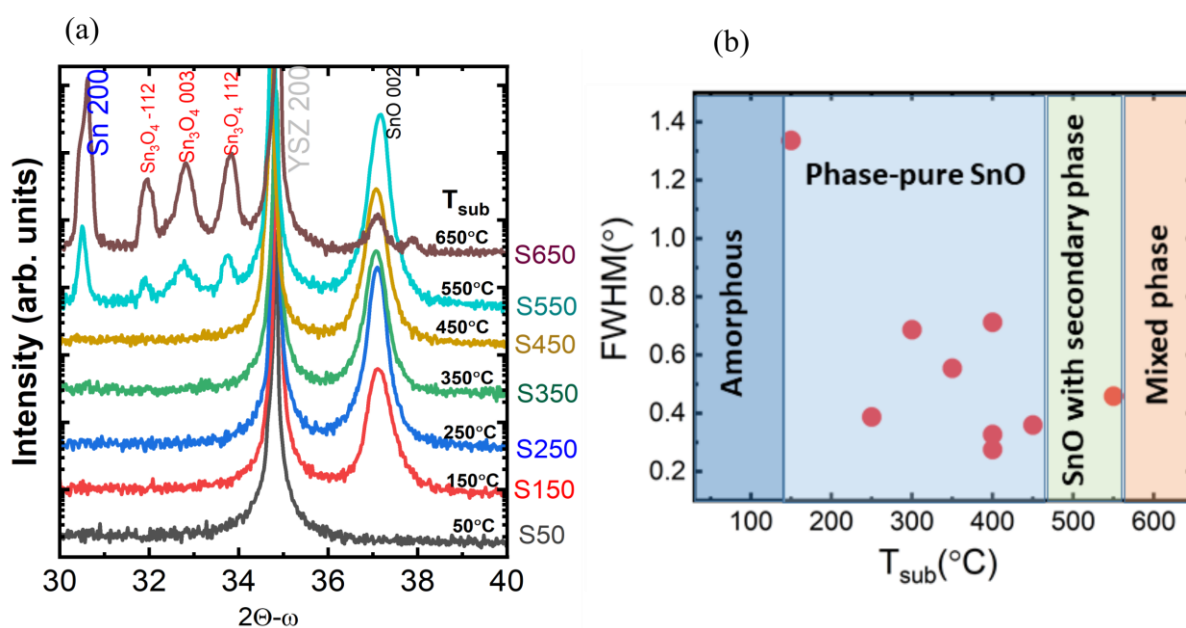 (a)
Sn 200
Sn₃O₄ -112
Sn₃O₄ 003
Sn₃O₄ 112
YSZ 200
SnO 002
T_sub
650°C
S650
550°C
S550
450°C
S450
350°C
S350
250°C
S250
150°C
S150
50°C
S50
Intensity (arb. units)
30 32 34 36 38 40
2Θ-ω
(b)
1.4
1.2
1.0
0.8
0.6
0.4
0.2
FWHM(°)
Amorphous
Phase-pure SnO
SnO with secondary phase
Mixed phase
100 200 300 400 500 600
T_sub(°C)